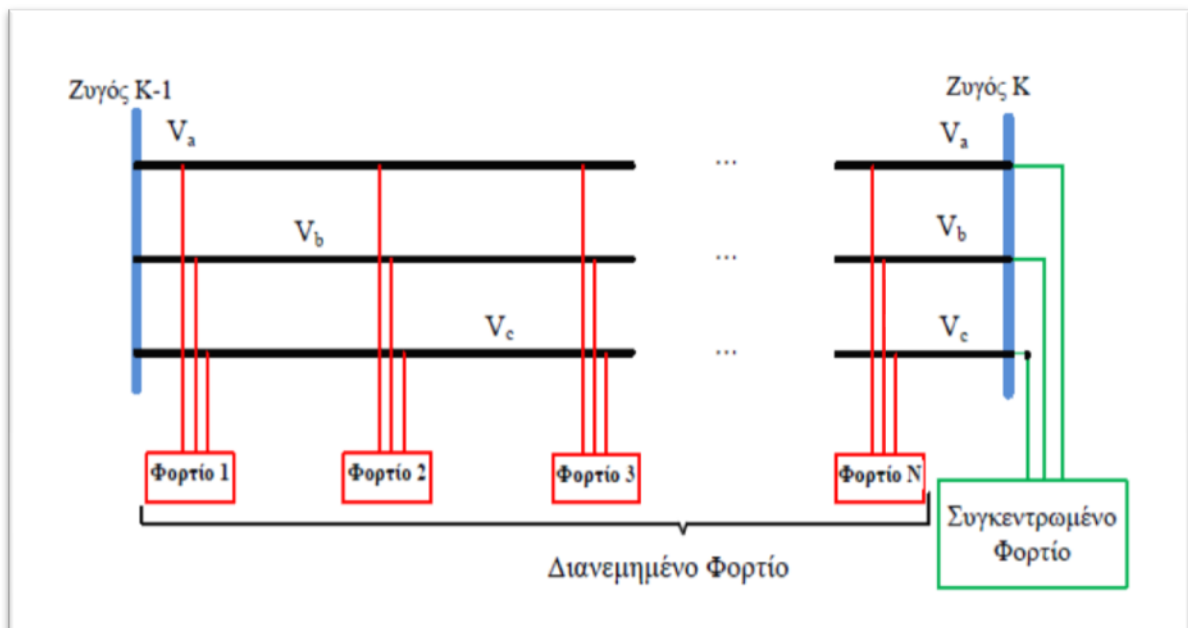 Ζυγός Κ-1
Ζυγός Κ
Va
Va
...
Vb
Vb
...
Vc
Vc
...
Φορτίο 1
Φορτίο 2
Φορτίο 3
Φορτίο Ν
Συγκεντρωμένο
Φορτίο
Διανεμημένο Φορτίο